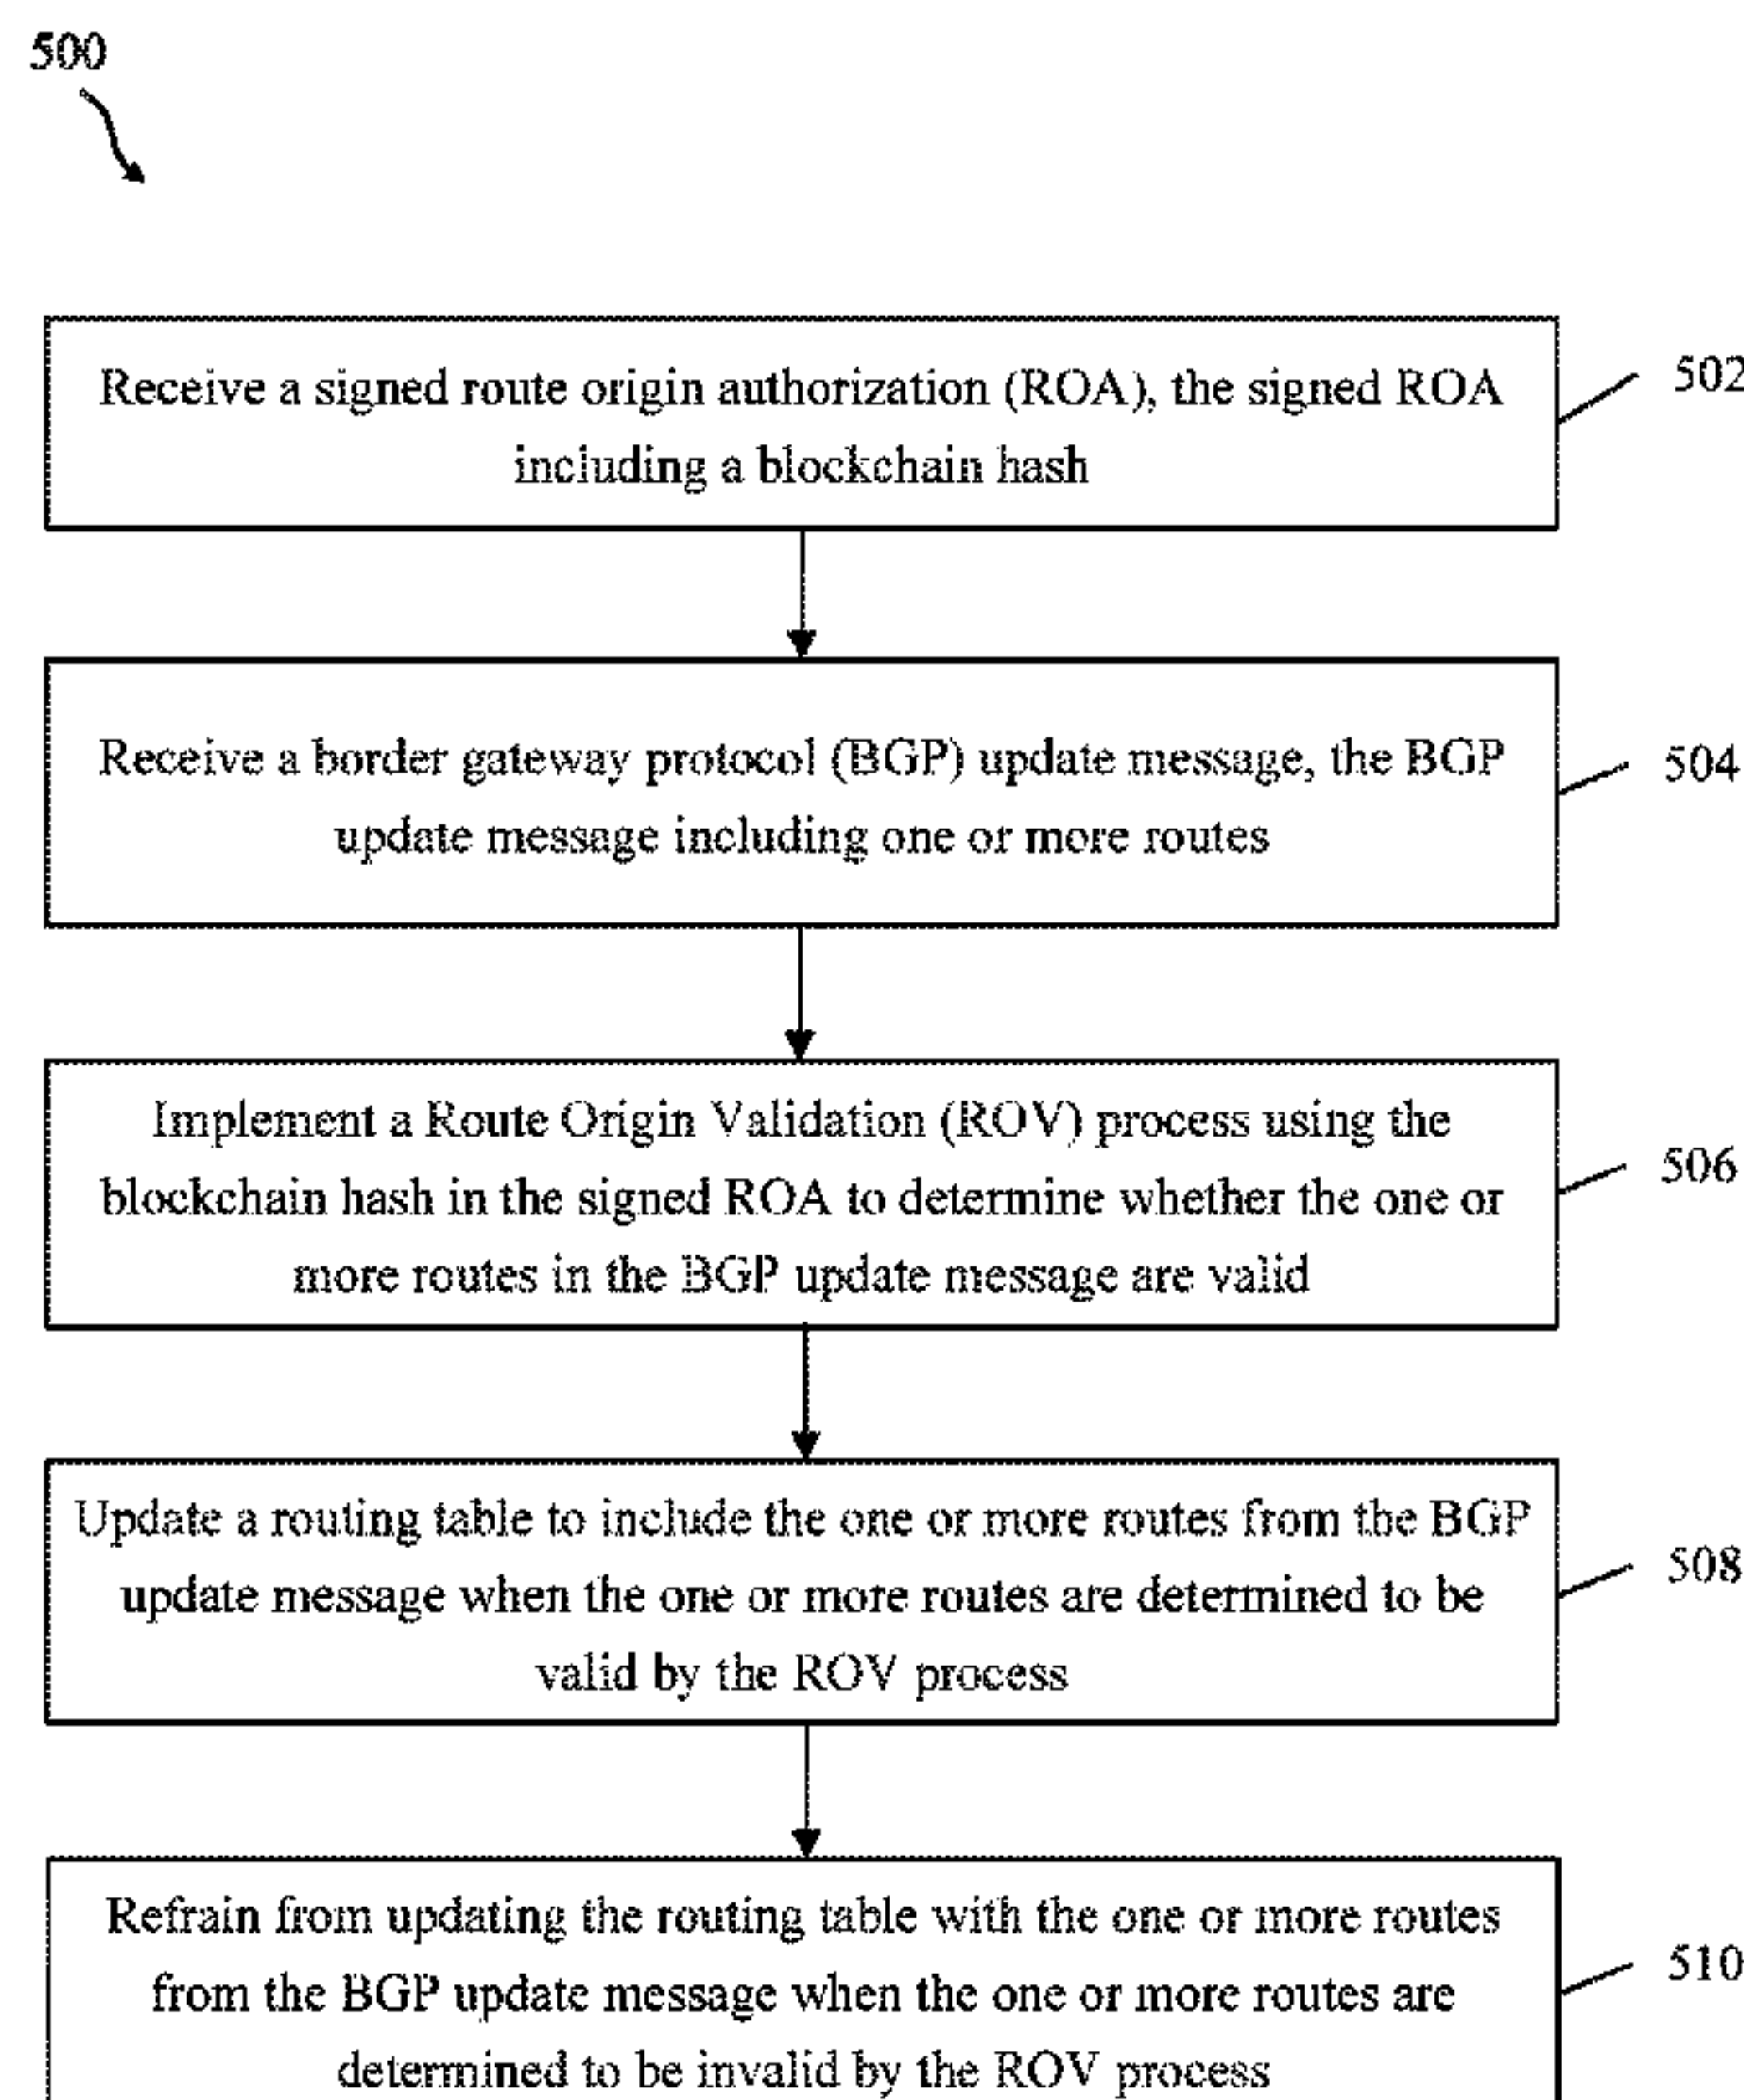 500
Receive a signed route origin authorization (ROA), the signed ROA
including a blockchain hash
502
Receive a border gateway protocol (BGP) update message, the BGP
update message including one or more routes
504
Implement a Route Origin Validation (ROV) process using the
blockchain hash in the signed ROA to determine whether the one or
more routes in the BGP update message are valid
506
Update a routing table to include the one or more routes from the BGP
update message when the one or more routes are determined to be
valid by the ROV process
508
Refrain from updating the routing table with the one or more routes
from the BGP update message when the one or more routes are
determined to be invalid by the ROV process
510